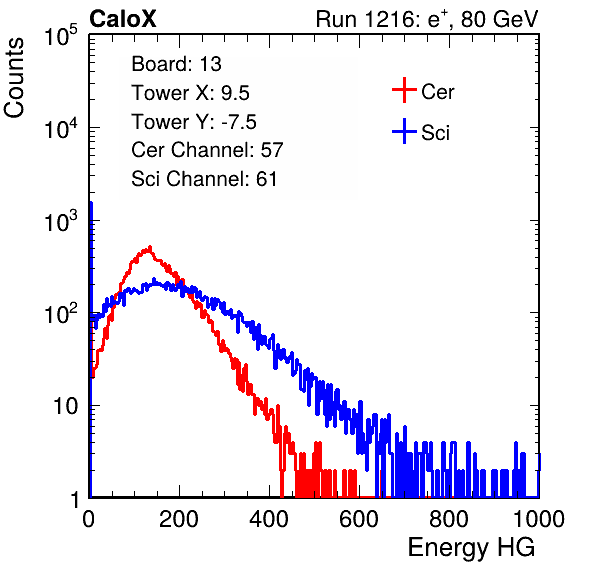 CaloX Run 1216: e⁺, 80 GeV
Counts
10⁵
10⁴
10³
10²
10
1
Board: 13
Tower X: 9.5
Tower Y: -7.5
Cer Channel: 57
Sci Channel: 61
Cer
Sci
0 200 400 600 800 1000
Energy HG